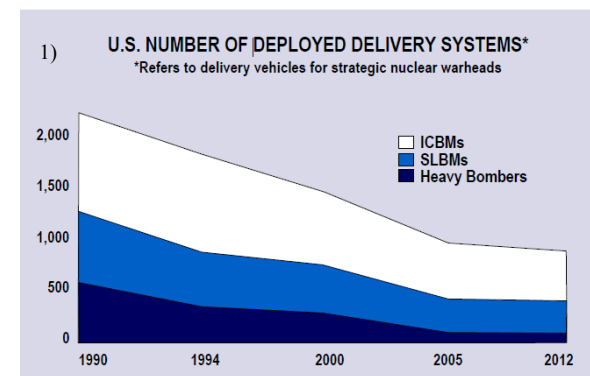 1)
U.S. NUMBER OF DEPLOYED DELIVERY SYSTEMS*
*Refers to delivery vehicles for strategic nuclear warheads
2,000
1,500
1,000
500
0
ICBMs
SLBMs
Heavy Bombers
1990 1994 2000 2005 2012